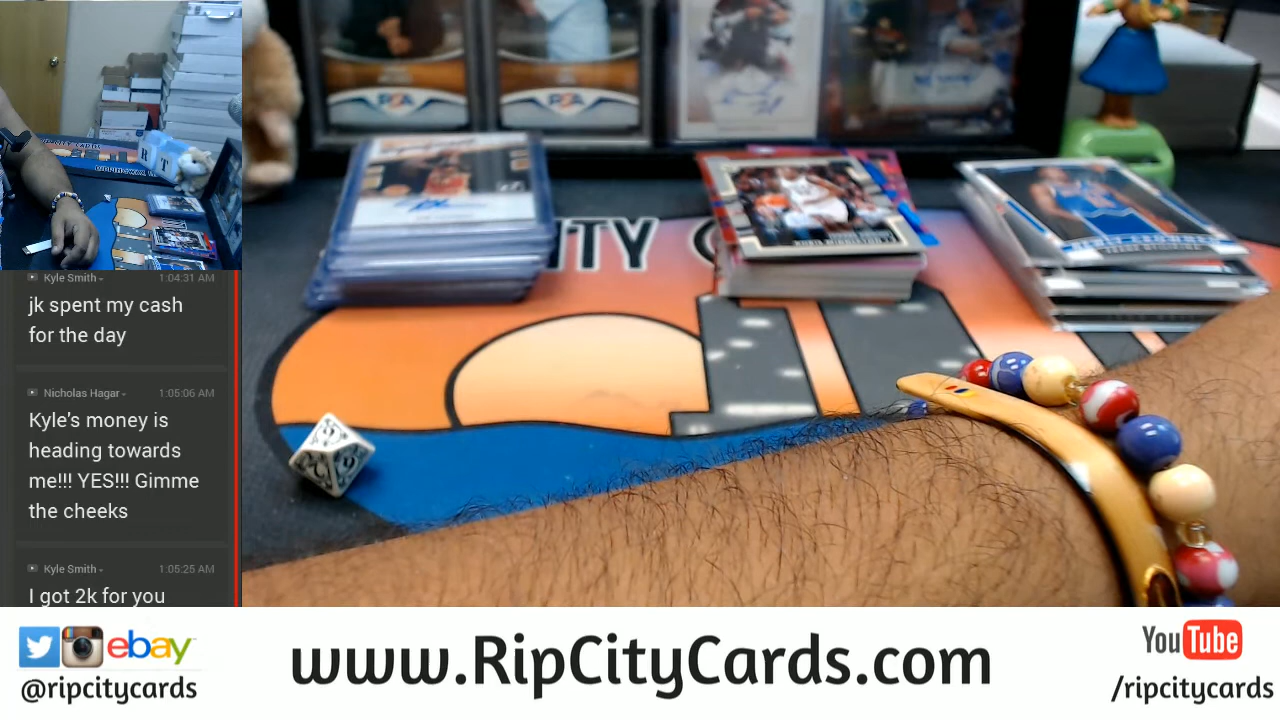 Kyle Smith 1:04:31 AM
jk spent my cash
for the day
Nicholas Hagar 1:05:06 AM
Kyle's money is
heading towards
me!!! YES!!! Gimme
the cheeks
Kyle Smith 1:05:25 AM
I got 2k for you
R T
ITY C
ebay
@ripcitycards
www.RipCityCards.com
YouTube
/ripcitycards